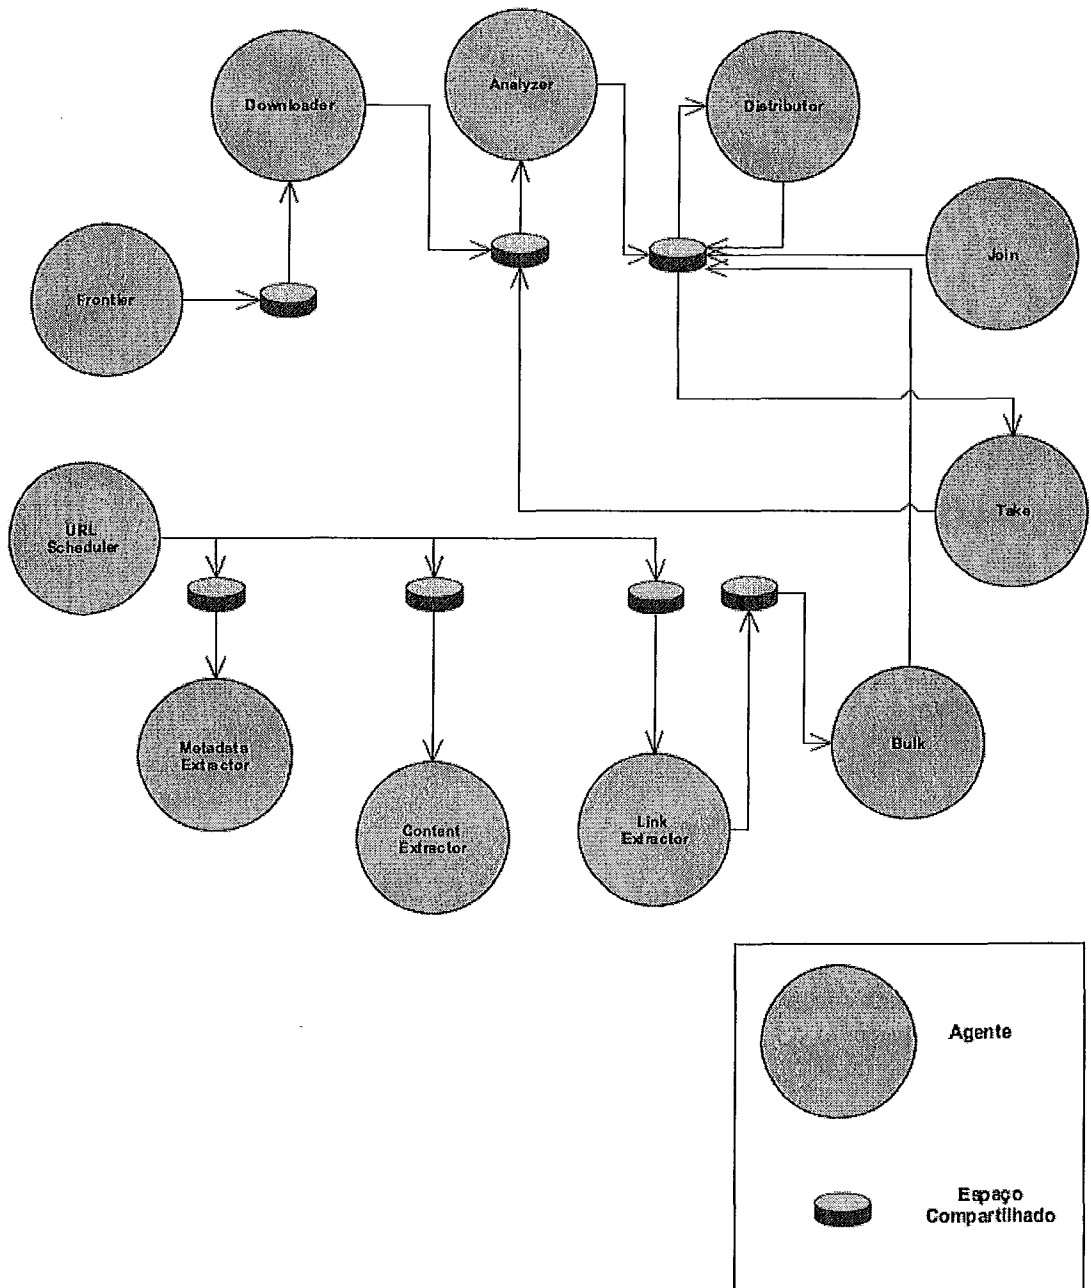 Analyzer
Downloader
Distributor
Join
Frontier
Take
URL
Scheduler
Metadata
Extractor
Bulk
Link
Extractor
Content
Extractor
Agente
Espaço
Compartilhado